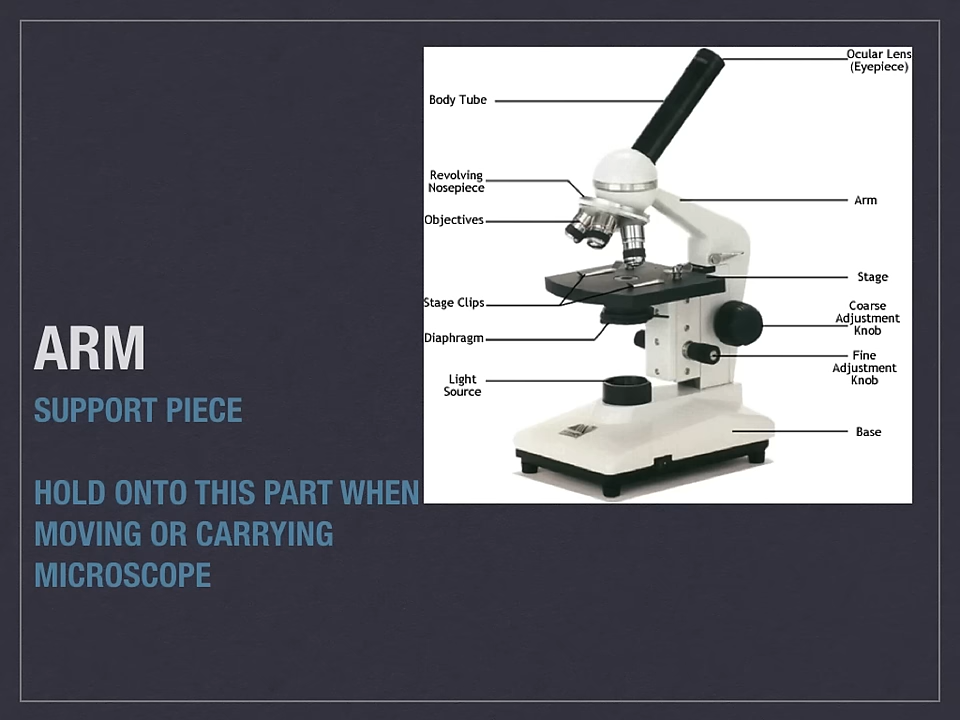 ARM
SUPPORT PIECE
HOLD ONTO THIS PART WHEN
MOVING OR CARRYING
MICROSCOPE
Ocular Lens
(Eyepiece)
Body Tube
Revolving
Nosepiece
Arm
Objectives
Stage
Stage Clips
Coarse
Adjustment
Knob
Diaphragm
Fine
Adjustment
Knob
Light
Source
Base